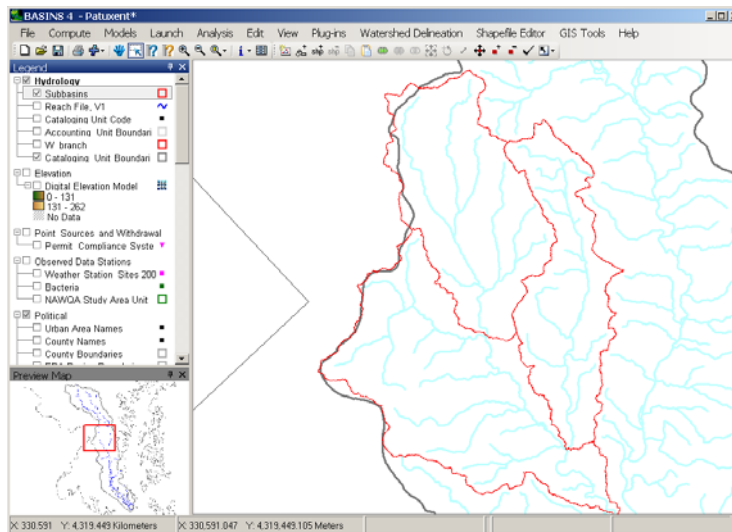 BASINS 4 - Patuxent*
File Compute Models Launch Analysis Edit View Plug-ins Watershed Delineation Shapefile Editor GIS Tools Help
Legend
Hydrology
Subbasins
Reach File, V1
Cataloging Unit Code
Accounting Unit Boundari
W_branch
Cataloging Unit Boundari
Elevation
Digital Elevation Model
0 - 131
131 - 262
No Data
Point Sources and Withdrawal
Permit Compliance Syste
Observed Data Stations
Weather Station Sites 200
Bacteria
NAWQA Study Area Unit
Political
Urban Area Names
County Names
County Boundaries
Preview Map
X: 330.591 Y: 4,319.449 Kilometers X: 330,591.047 Y: 4,319,449.105 Meters